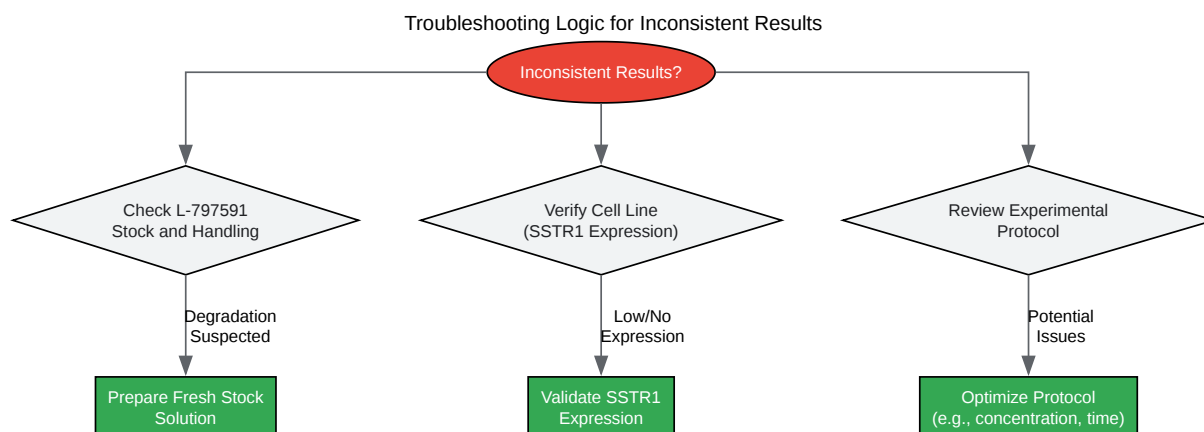 Troubleshooting Logic for Inconsistent Results
Inconsistent Results?
Check L-797591
Stock and Handling
Verify Cell Line
(SSTR1 Expression)
Review Experimental
Protocol
Degradation
Suspected
Low/No
Expression
Potential
Issues
Prepare Fresh Stock
Solution
Validate SSTR1
Expression
Optimize Protocol
(e.g., concentration, time)